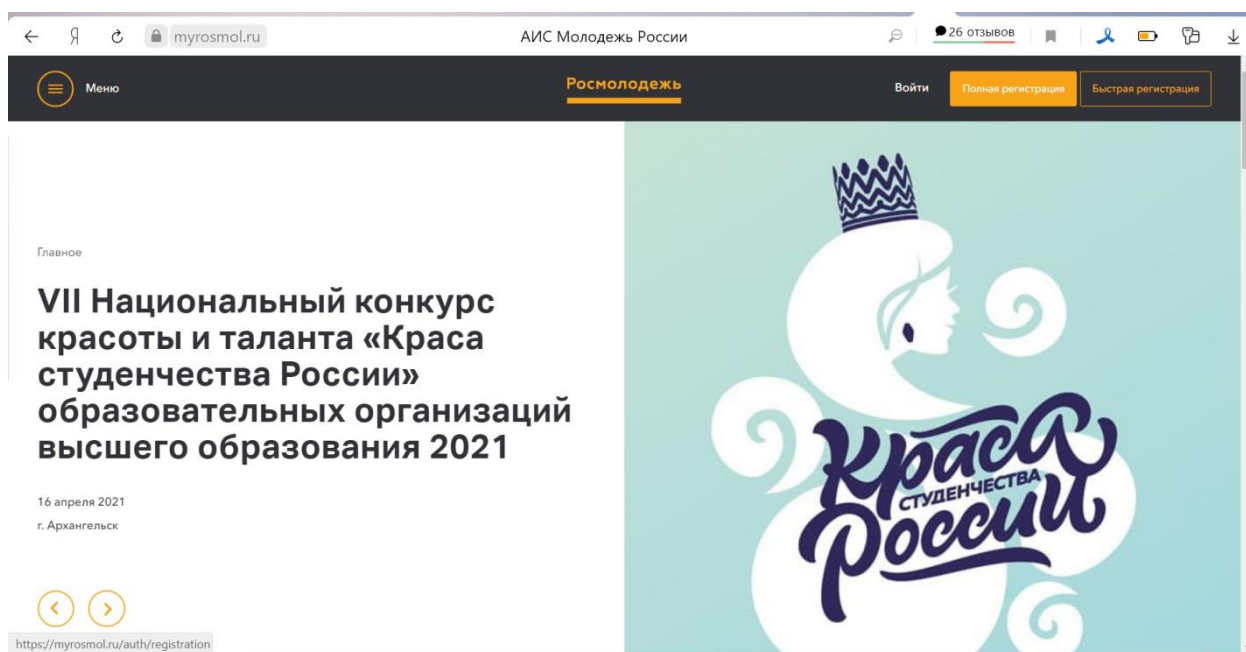 Я
myrosmol.ru
АИС Молодежь России
26 отзывов
Меню
Росмолодежь
Войти
Полная регистрация
Быстрая регистрация
Главное
VII Национальный конкурс
красоты и таланта «Краса
студенчества России»
образовательных организаций
высшего образования 2021
16 апреля 2021
г. Архангельск
Краса
СТУДЕНЧЕСТВА
России
https://myrosmol.ru/auth/registration